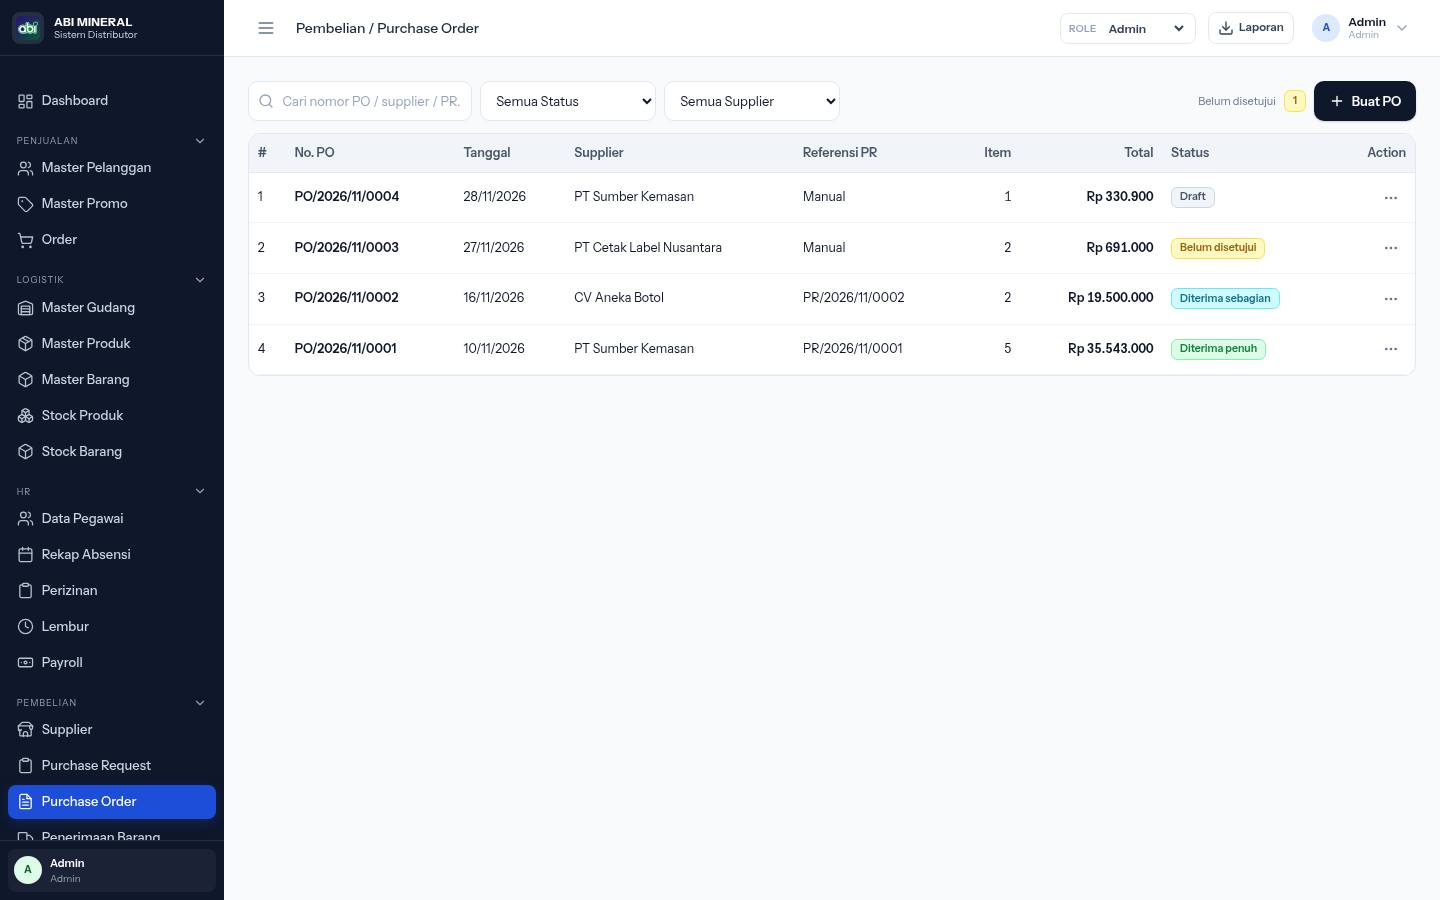 abi
ABI MINERAL
Sistem Distributor
Dashboard
PENJUALAN
Master Pelanggan
Master Promo
Order
LOGISTIK
Master Gudang
Master Produk
Master Barang
Stock Produk
Stock Barang
HR
Data Pegawai
Rekap Absensi
Perizinan
Lembur
Payroll
PEMBELIAN
Supplier
Purchase Request
Purchase Order
Penerimaan Barang
A
Admin
Admin
Pembelian / Purchase Order
ROLE Admin
Laporan
A
Admin
Admin
Cari nomor PO / supplier / PR.
Semua Status
Semua Supplier
Belum disetujui 1
+ Buat PO
# No. PO Tanggal Supplier Referensi PR Item Total Status Action
1 PO/2026/11/0004 28/11/2026 PT Sumber Kemasan Manual 1 Rp 330.900 Draft ...
2 PO/2026/11/0003 27/11/2026 PT Cetak Label Nusantara Manual 2 Rp 691.000 Belum disetujui ...
3 PO/2026/11/0002 16/11/2026 CV Aneka Botol PR/2026/11/0002 2 Rp 19.500.000 Diterima sebagian ...
4 PO/2026/11/0001 10/11/2026 PT Sumber Kemasan PR/2026/11/0001 5 Rp 35.543.000 Diterima penuh ...